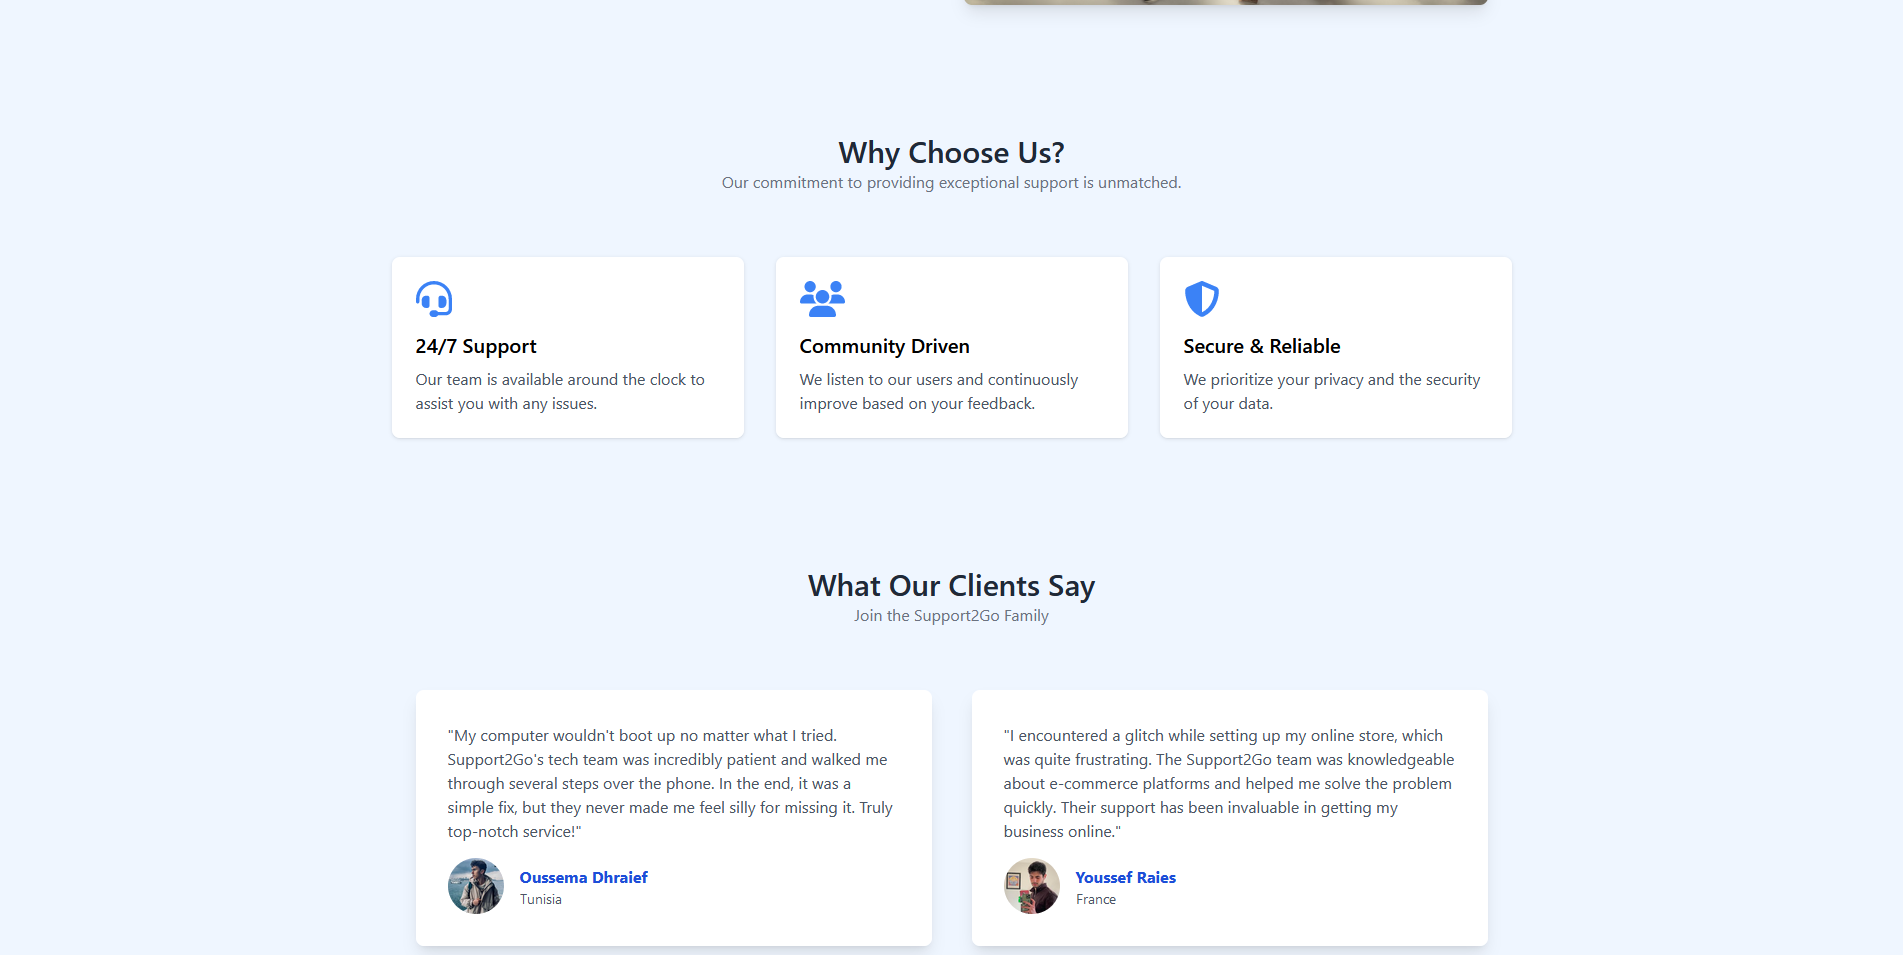 Why Choose Us?
Our commitment to providing exceptional support is unmatched.
24/7 Support
Our team is available around the clock to
assist you with any issues.
Community Driven
We listen to our users and continuously
improve based on your feedback.
Secure & Reliable
We prioritize your privacy and the security
of your data.
What Our Clients Say
Join the Support2Go Family
"My computer wouldn't boot up no matter what I tried.
Support2Go's tech team was incredibly patient and walked me
through several steps over the phone. In the end, it was a
simple fix, but they never made me feel silly for missing it. Truly
top-notch service!"
Oussema Dhraief
Tunisia
"I encountered a glitch while setting up my online store, which
was quite frustrating. The Support2Go team was knowledgeable
about e-commerce platforms and helped me solve the problem
quickly. Their support has been invaluable in getting my
business online."
Youssef Raies
France